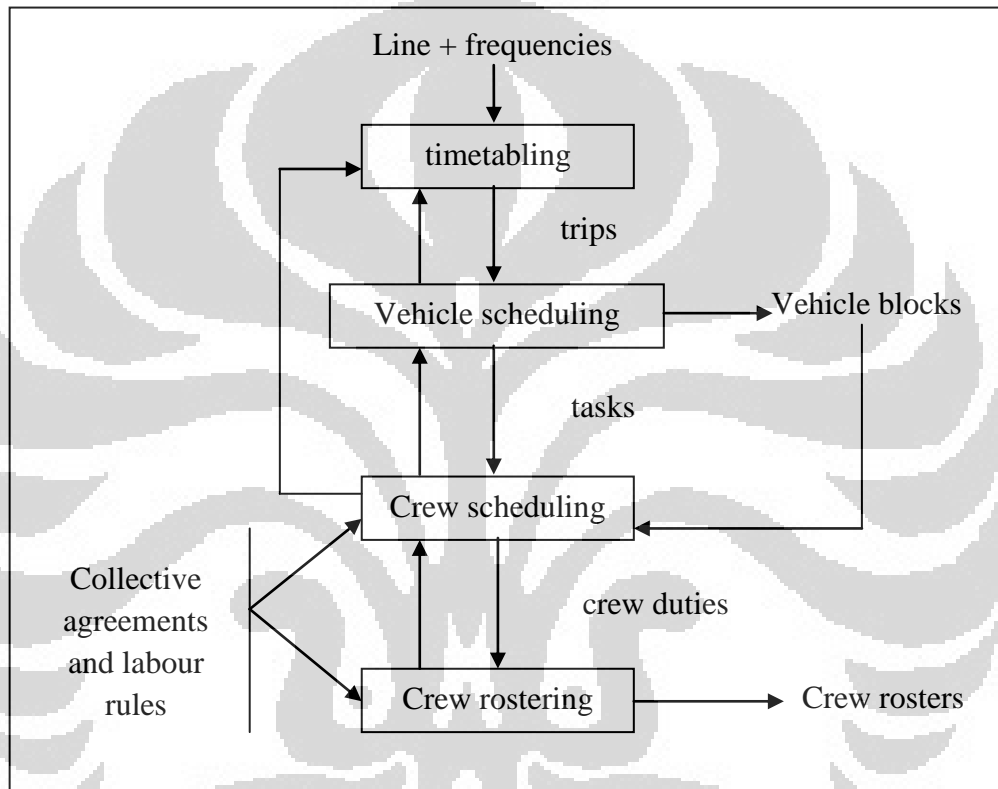 Line + frequencies
timetabling
trips
Vehicle scheduling
Vehicle blocks
tasks
Crew scheduling
Collective
agreements
and labour
rules
crew duties
Crew rostering
Crew rosters